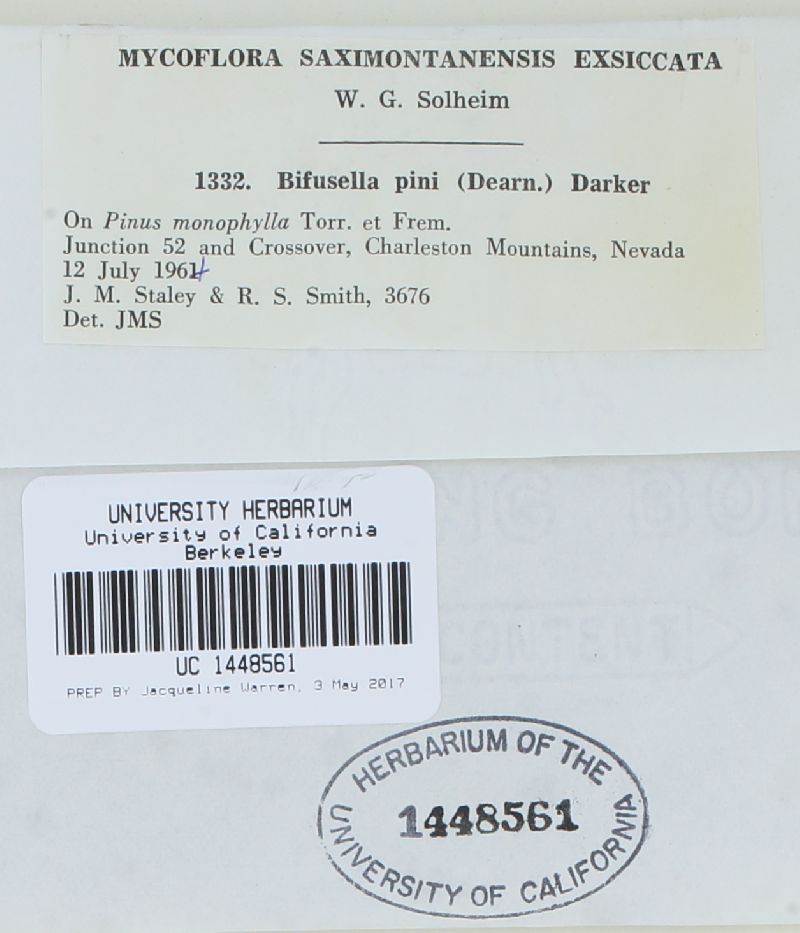 MYCOFLORA SAXIMONTANENSIS EXSICCATA
W. G. Solheim
1332. Bifusella pini (Dearn.) Darker
On Pinus monophylla Torr. et Frem.
Junction 52 and Crossover, Charleston Mountains, Nevada
12 July 1964
J. M. Staley & R. S. Smith, 3676
Det. JMS
UNIVERSITY HERBARIUM
University of California
Berkeley
UC 1448561
PREP BY Jacqueline Warren, 3 May 2017
HERBARIUM OF THE
1448561
UNIVERSITY OF CALIFORNIA